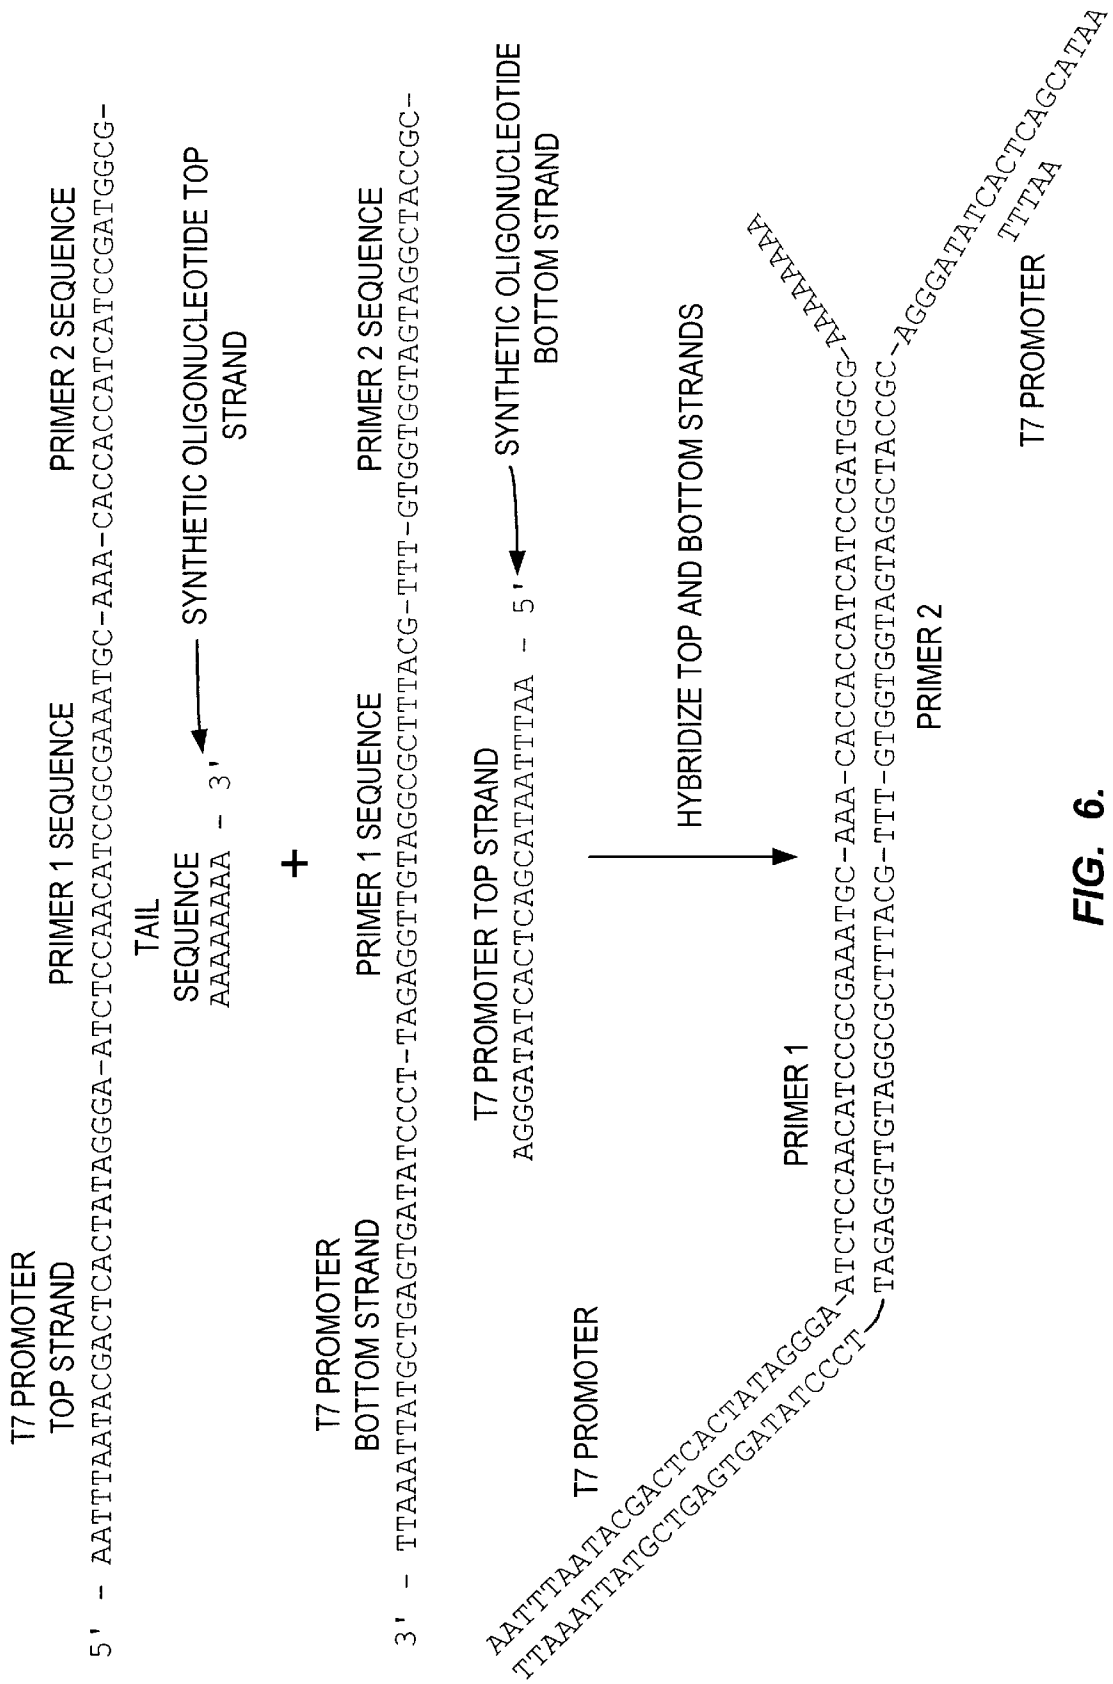 T7 PROMOTER
TOP STRAND
PRIMER 1 SEQUENCE
PRIMER 2 SEQUENCE
5' - AATTTAATACGACTCACTATAGGGA-ATCTCCAACATCCGCGAAATGC-AAA-CACCACCATCATCCGATGGCG-
TAIL
SEQUENCE
AAAAAAAA - 3'
SYNTHETIC OLIGONUCLEOTIDE TOP
STRAND
+
T7 PROMOTER
BOTTOM STRAND
PRIMER 1 SEQUENCE
PRIMER 2 SEQUENCE
3' - TTAAATTATGCTGAGTGATATCCCT-TAGAGGTTGTAGGCGCTTTACG-TTT-GTGGTGGTAGTAGGCTACCGC-
T7 PROMOTER TOP STRAND
AGGGATATCACTCAGCATAATTTAA - 5'
SYNTHETIC OLIGONUCLEOTIDE
BOTTOM STRAND
HYBRIDIZE TOP AND BOTTOM STRANDS
T7 PROMOTER
PRIMER 1
AATTTAATACGACTCACTATAGGGA-ATCTCCAACATCCGCGAAATGC-AAA-CACCACCATCATCCGATGGCG-AAAAAAAA
TTAAATTATGCTGAGTGATATCCCT TAGAGGTTGTAGGCGCTTTACG-TTT-GTGGTGGTAGTAGGCTACCGC-AGGGATATCACTCAGCATAA
TTTAA
PRIMER 2
T7 PROMOTER
FIG. 6.